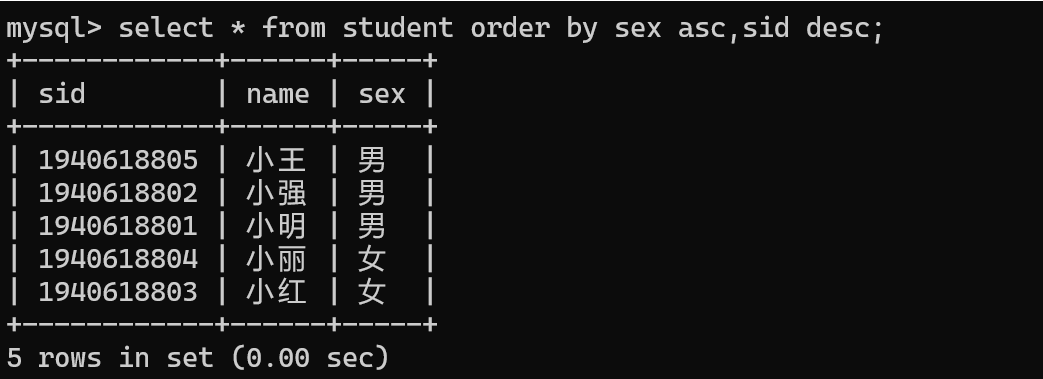 mysql> select * from student order by sex asc,sid desc;
+------------+------+-----+
| sid        | name | sex |
+------------+------+-----+
| 1940618805 | 小王 | 男  |
| 1940618802 | 小强 | 男  |
| 1940618801 | 小明 | 男  |
| 1940618804 | 小丽 | 女  |
| 1940618803 | 小红 | 女  |
+------------+------+-----+
5 rows in set (0.00 sec)